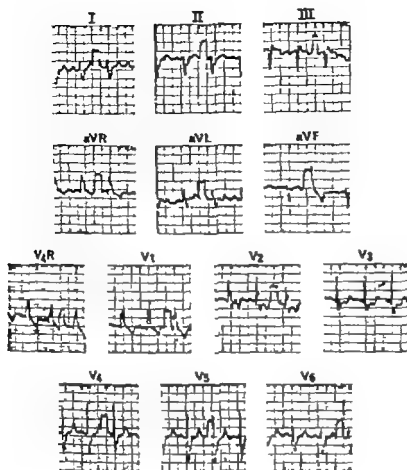 I II III
aVR aVL aVF
V₄R V₁ V₂ V₃
V₄ V₅ V₆